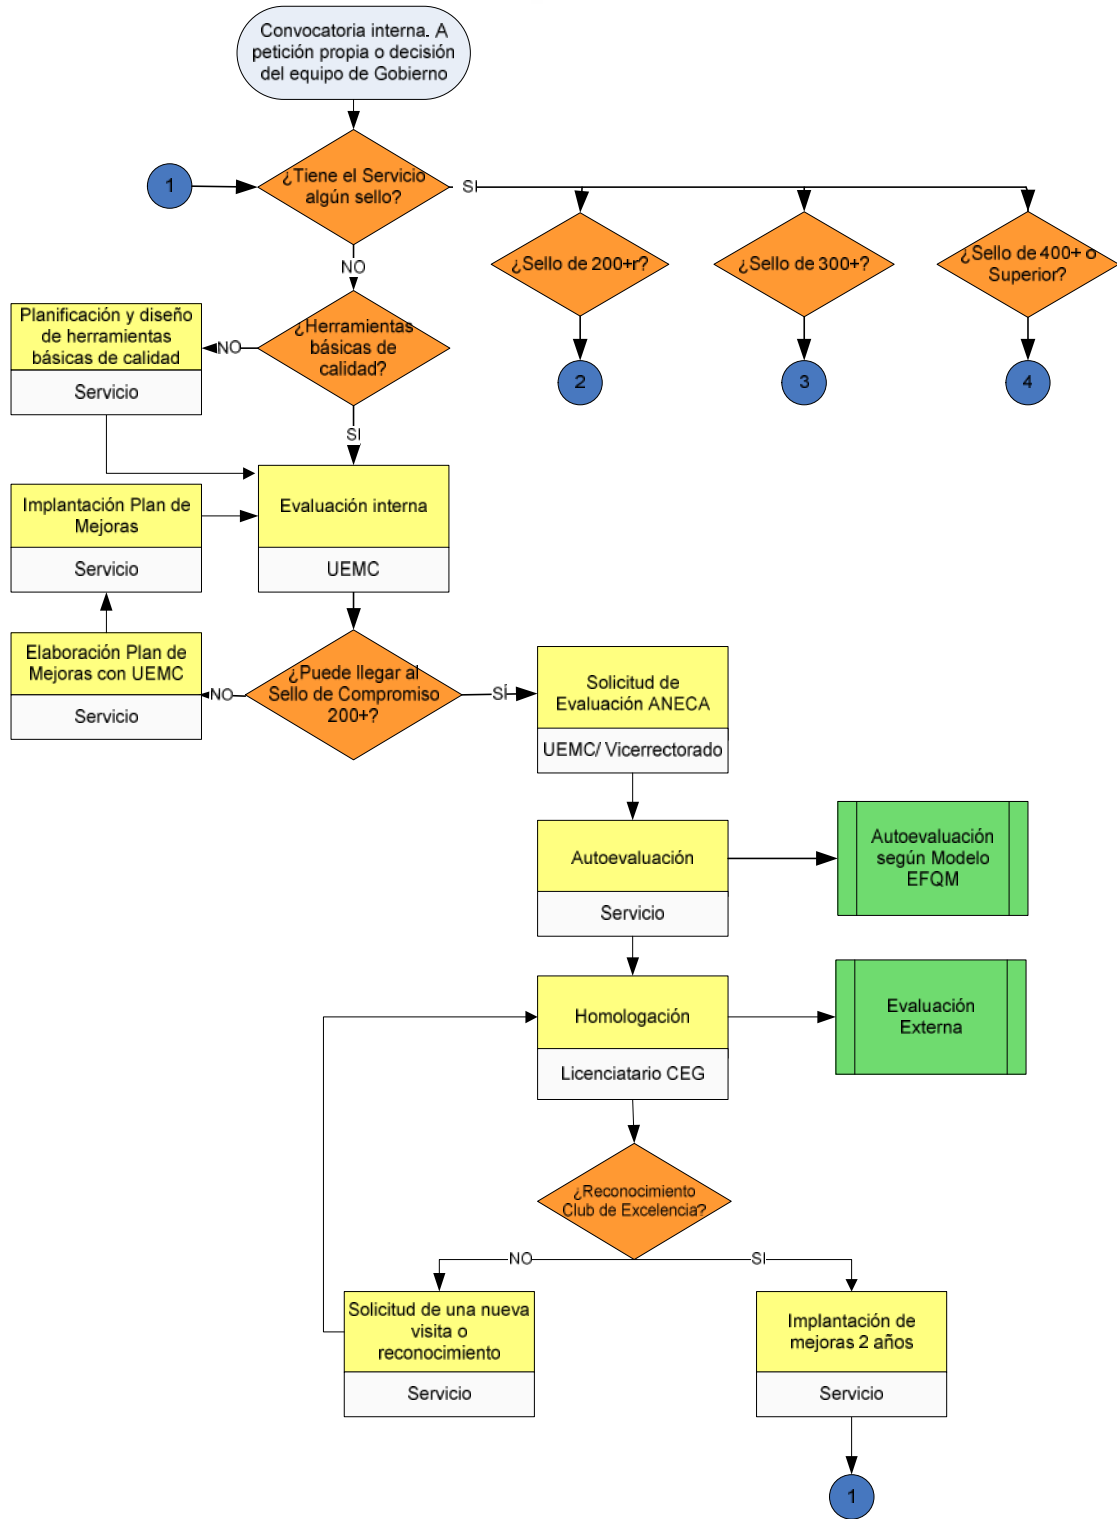 Convocatoria interna. A
petición propia o decisión
del equipo de Gobierno
1
¿Tiene el Servicio
algún sello?
SI
NO
¿Sello de 200+r?
¿Sello de 300+?
¿Sello de 400+ o
Superior?
2
3
4
Planificación y diseño
de herramientas
básicas de calidad
Servicio
NO
¿Herramientas
básicas de
calidad?
SI
Implantación Plan de
Mejoras
Servicio
Evaluación interna
UEMC
Elaboración Plan de
Mejoras con UEMC
Servicio
NO
¿Puede llegar al
Sello de Compromiso
200+?
SÍ
Solicitud de
Evaluación ANECA
UEMC/ Vicerrectorado
Autoevaluación
Servicio
Autoevaluación
según Modelo
EFQM
Homologación
Licenciatario CEG
Evaluación
Externa
¿Reconocimiento
Club de Excelencia?
NO
SI
Solicitud de una nueva
visita o
reconocimiento
Servicio
Implantación de
mejoras 2 años
Servicio
1